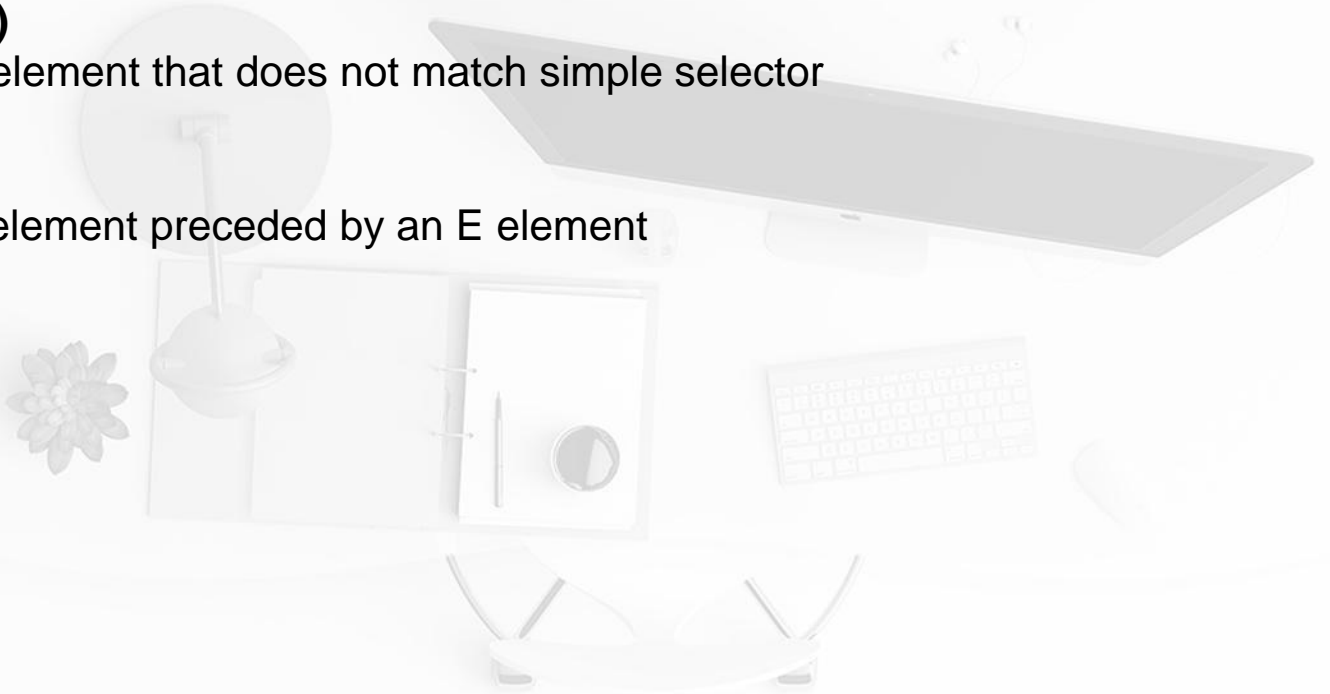 )
element that does not match simple selector
element preceded by an E element